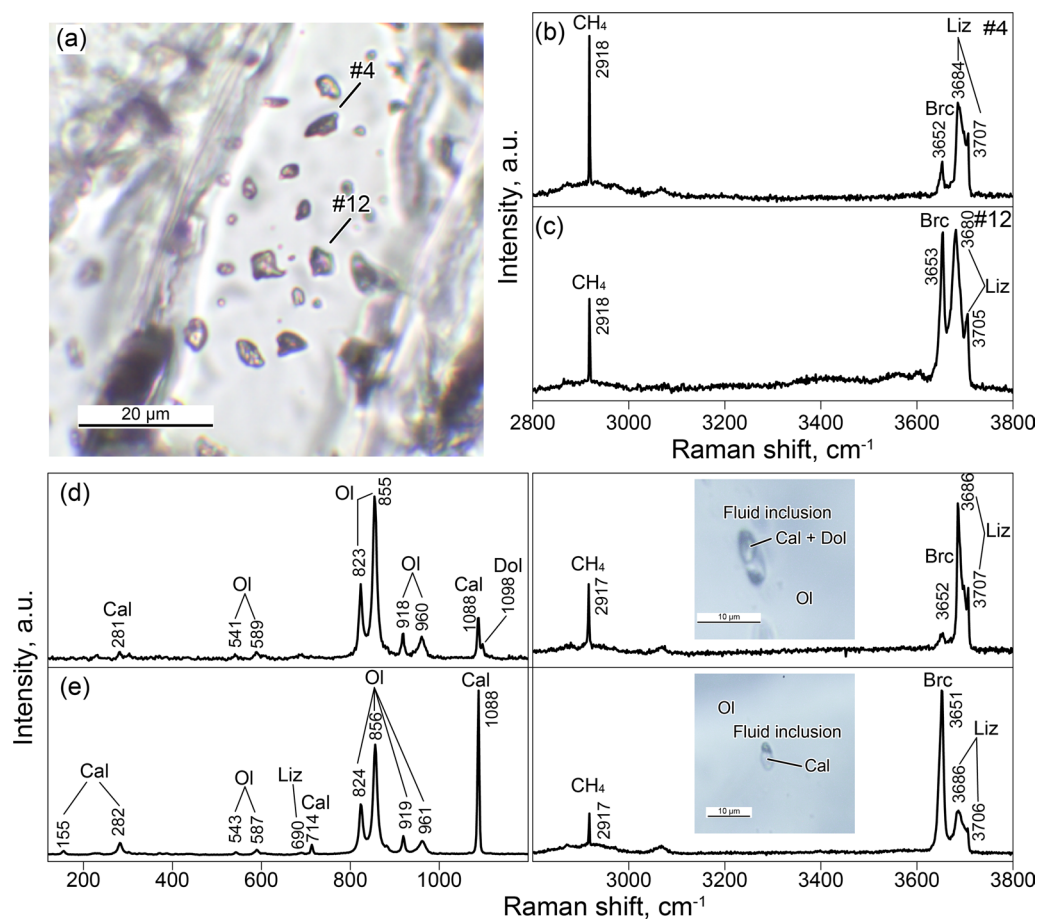 (a)
#4
#12
20 µm
(b)
CH₄
2918
Liz
#4
Brc
3652
3684
3707
(c)
CH₄
2918
Brc
3653
3680
#12
Liz
3705
Intensity, a.u.
2800 3000 3200 3400 3600 3800
Raman shift, cm⁻¹
(d)
Cal
281
Ol
541
589
Ol
823
855
Ol
918
960
Cal
1088
Dol
1098
CH₄
2917
Fluid inclusion
Cal + Dol
Ol
10 µm
Brc
3652
3686
Liz
3707
(e)
Cal
155
282
Ol
543
587
Liz
690
Cal
714
Ol
824
856
919
961
Cal
1088
CH₄
2917
Ol
Fluid inclusion
Cal
10 µm
Brc
3651
Liz
3686
3706
Intensity, a.u.
200 400 600 800 1000 3000 3200 3400 3600 3800
Raman shift, cm⁻¹